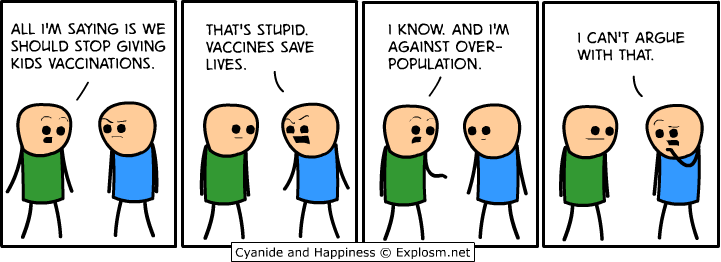 ALL I'M SAYING IS WE
SHOULD STOP GIVING
KIDS VACCINATIONS.
THAT'S STUPID.
VACCINES SAVE
LIVES.
I KNOW. AND I'M
AGAINST OVER-
POPULATION.
I CAN'T ARGUE
WITH THAT.
Cyanide and Happiness © Explosm.net